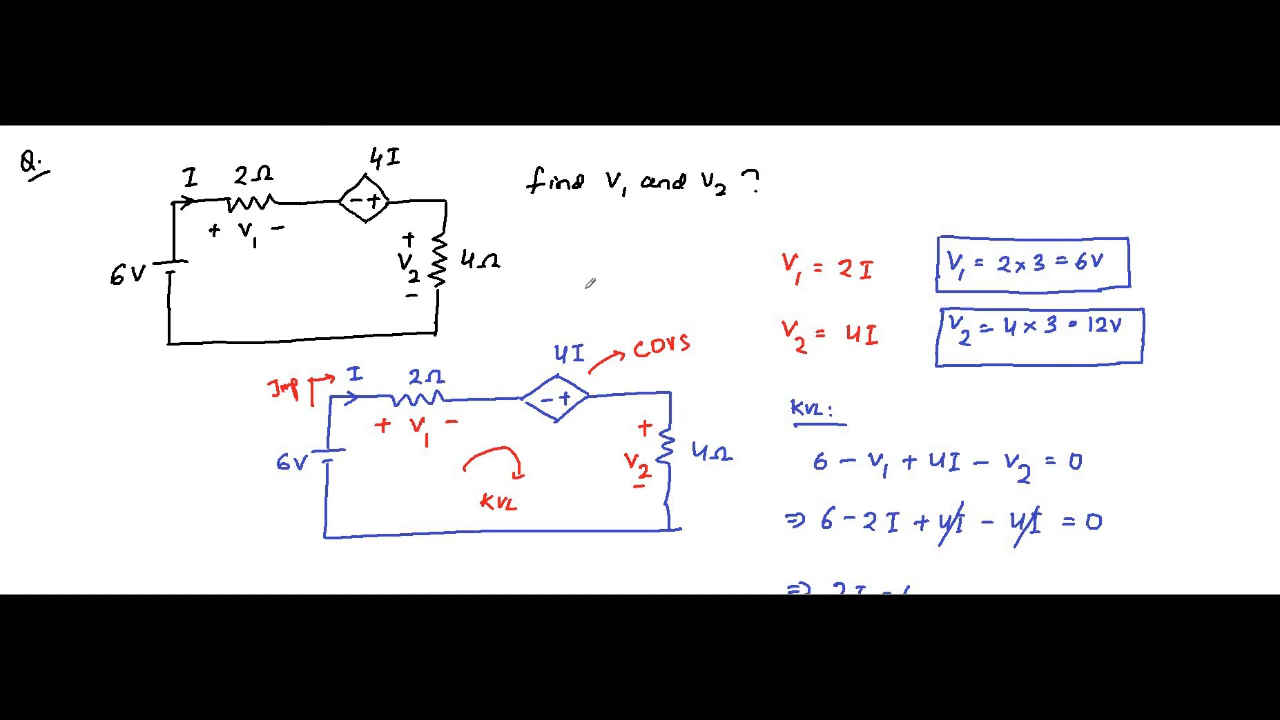 Q.
I 2Ω 4I
+ V₁ -
- +
find V₁ and V₂ ?
6V
+
V₂
-
4Ω
V₁ = 2I
V₁ = 2×3 = 6V
V₂ = 4I
V₂ = 4×3 = 12V
4I
CDVS
Imp
I 2Ω
+ V₁ -
- +
6V
+
V₂
-
4Ω
KVL
KVL:
6 - V₁ + 4I - V₂ = 0
⇒ 6 - 2I + 4I - 4I = 0